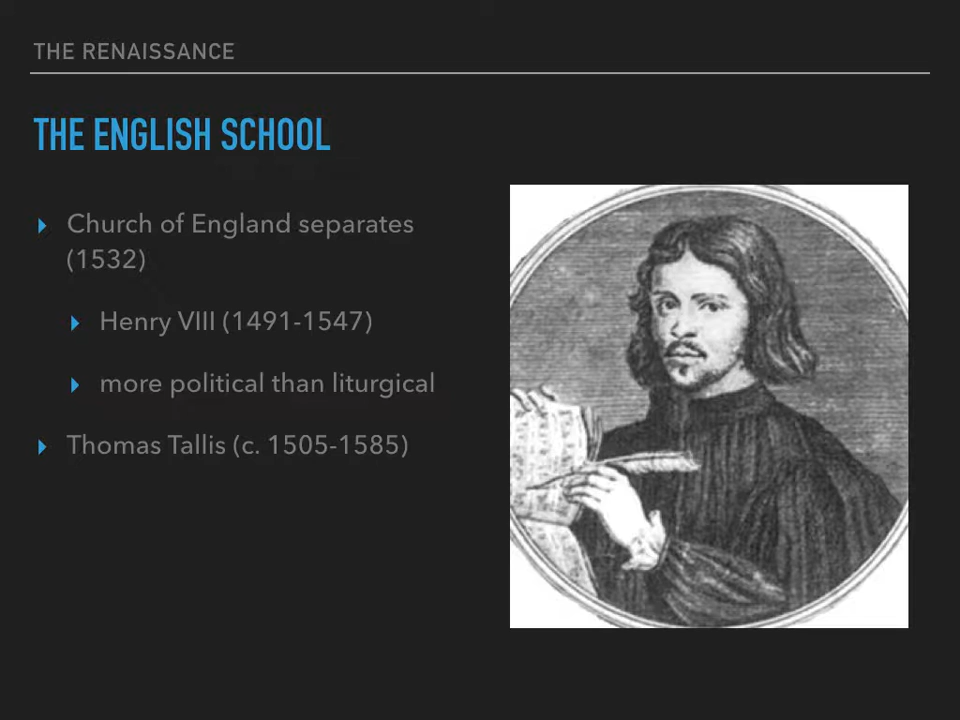 THE RENAISSANCE
THE ENGLISH SCHOOL
Church of England separates
(1532)
Henry VIII (1491-1547)
more political than liturgical
Thomas Tallis (c. 1505-1585)